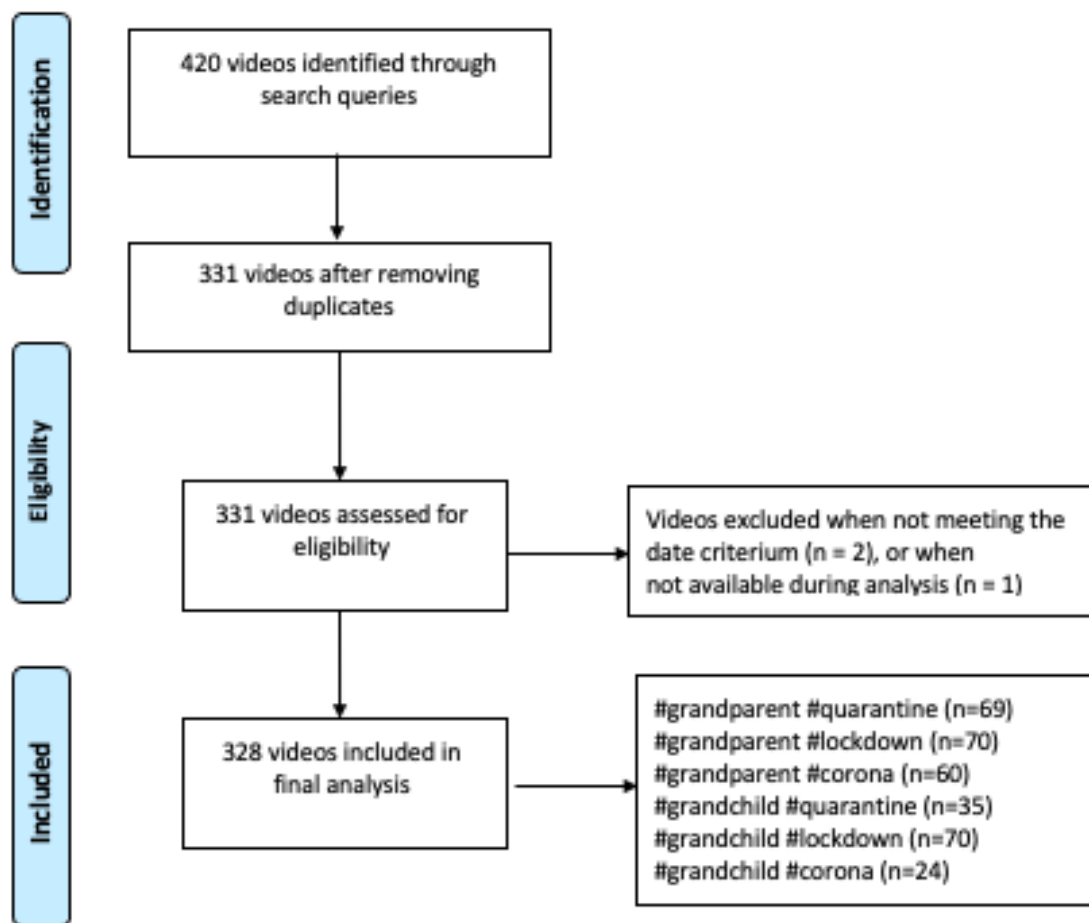 Identification
420 videos identified through
search queries
331 videos after removing
duplicates
Eligibility
331 videos assessed for
eligibility
Videos excluded when not meeting the
date criterium (n = 2), or when
not available during analysis (n = 1)
Included
328 videos included in
final analysis
#grandparent #quarantine (n=69)
#grandparent #lockdown (n=70)
#grandparent #corona (n=60)
#grandchild #quarantine (n=35)
#grandchild #lockdown (n=70)
#grandchild #corona (n=24)